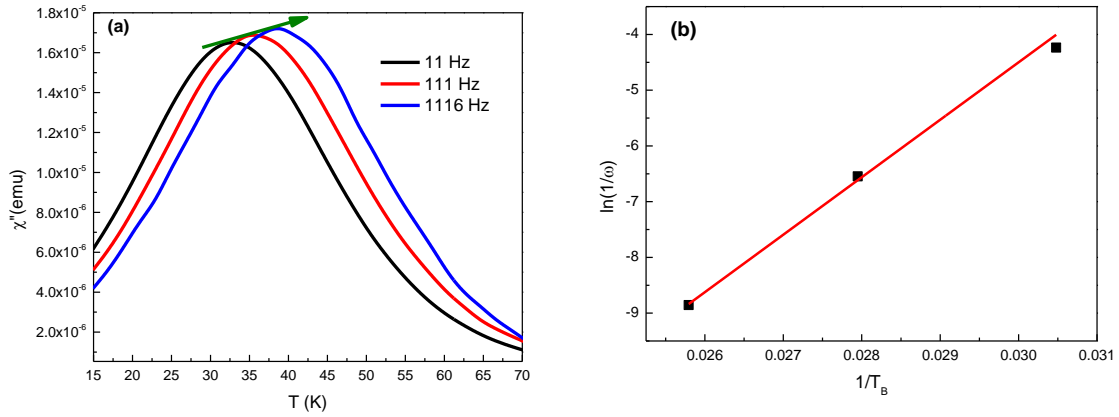 (a)
1.8x10⁻⁵
1.6x10⁻⁵
1.4x10⁻⁵
1.2x10⁻⁵
1.0x10⁻⁵
8.0x10⁻⁶
6.0x10⁻⁶
4.0x10⁻⁶
2.0x10⁻⁶
χ"(emu)
11 Hz
111 Hz
1116 Hz
15 20 25 30 35 40 45 50 55 60 65 70
T (K)
(b)
-4
-5
-6
-7
-8
-9
ln(1/ω)
0.026 0.027 0.028 0.029 0.030 0.031
1/T_B